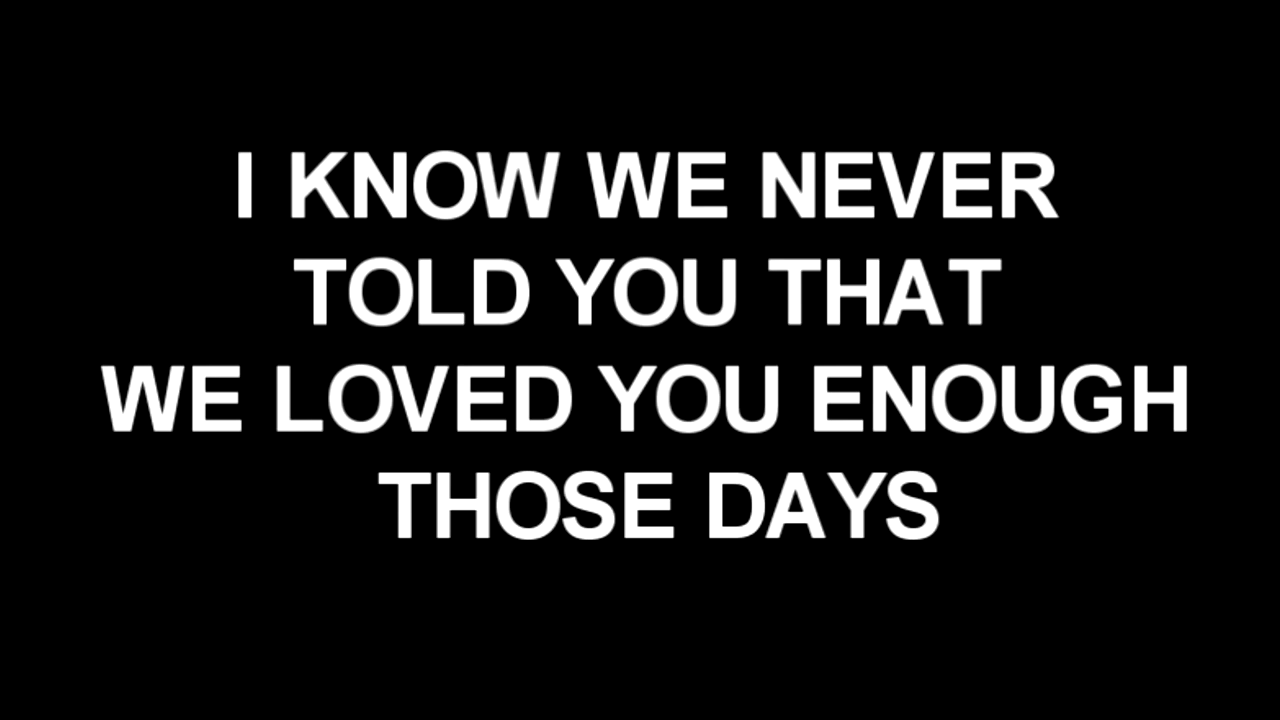 I KNOW WE NEVER
TOLD YOU THAT
WE LOVED YOU ENOUGH
THOSE DAYS